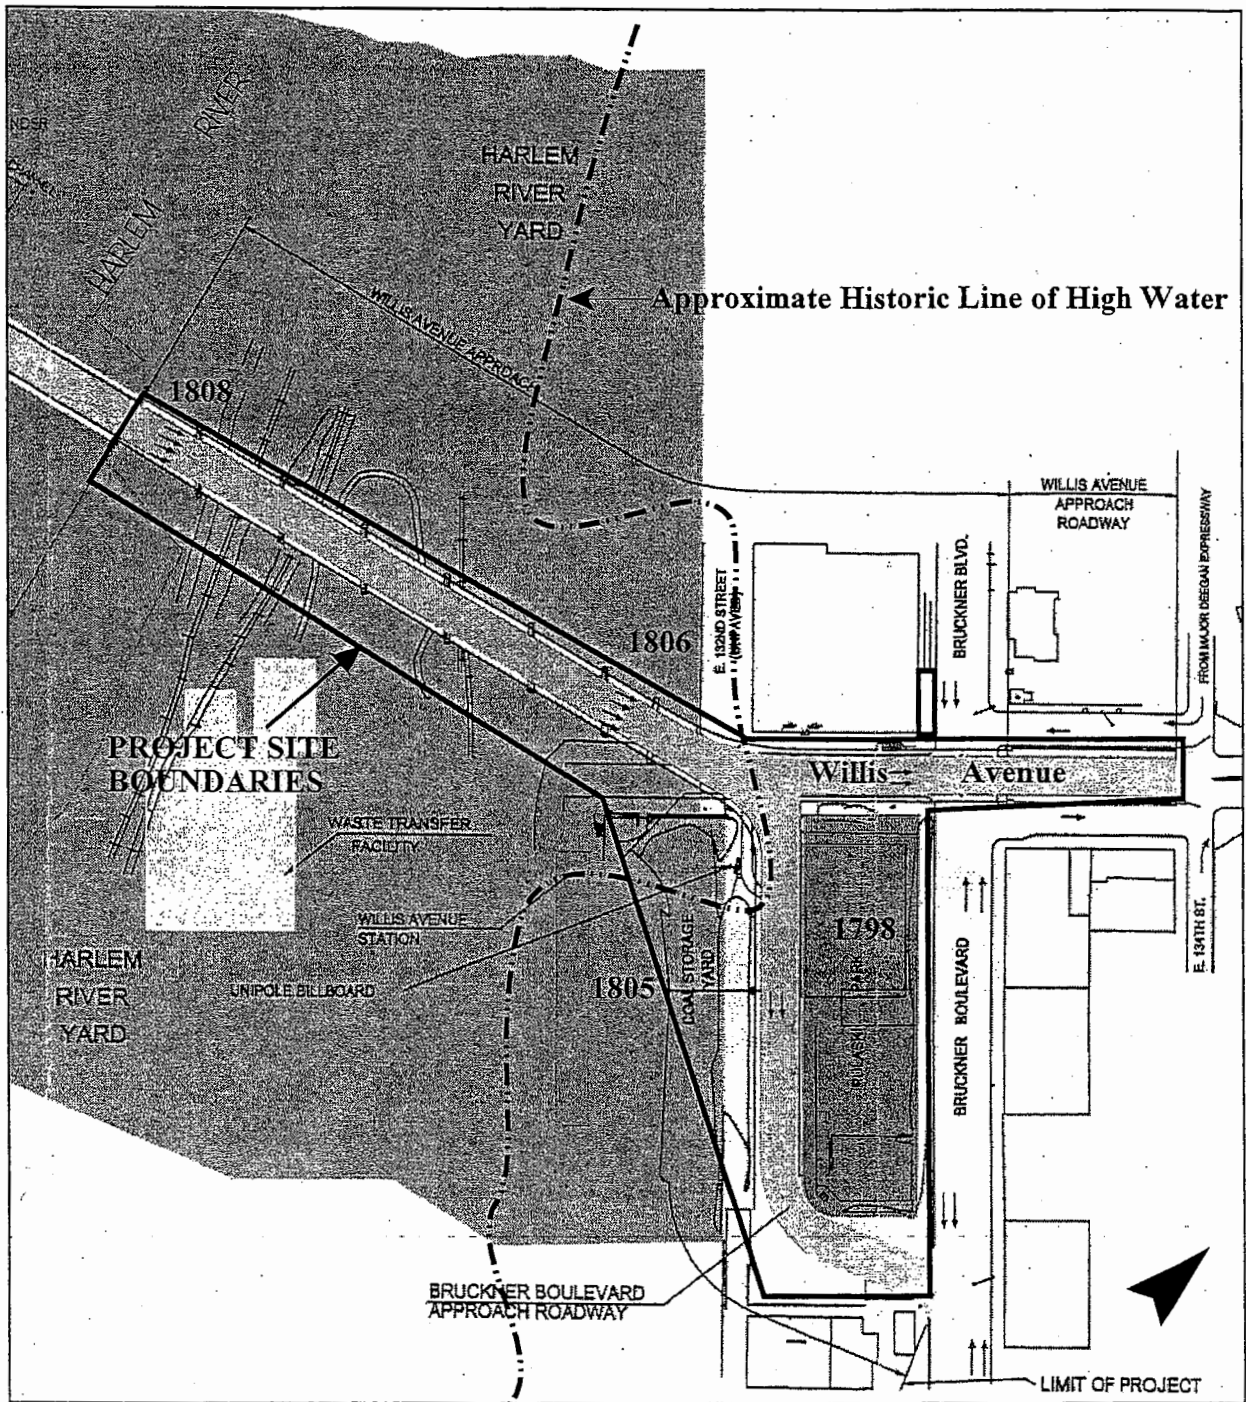 HARLEM
RIVER
HARLEM
RIVER
YARD
Approximate Historic Line of High Water
WILLIS AVENUE APPROACH
1808
WILLIS AVENUE
APPROACH
ROADWAY
FROM MAJOR DEEGAN EXPRESSWAY
BRUCKNER BLVD.
E. 132ND STREET
(UNPAVED)
1806
PROJECT SITE
BOUNDARIES
Willis Avenue
WASTE TRANSFER
FACILITY
WILLIS AVENUE
STATION
UNIPOLE BILLBOARD
HARLEM
RIVER
YARD
1805
COAL STORAGE
YARD
1798
PULASKI PARK
BRUCKNER BOULEVARD
E. 134TH ST.
BRUCKNER BOULEVARD
APPROACH ROADWAY
LIMIT OF PROJECT